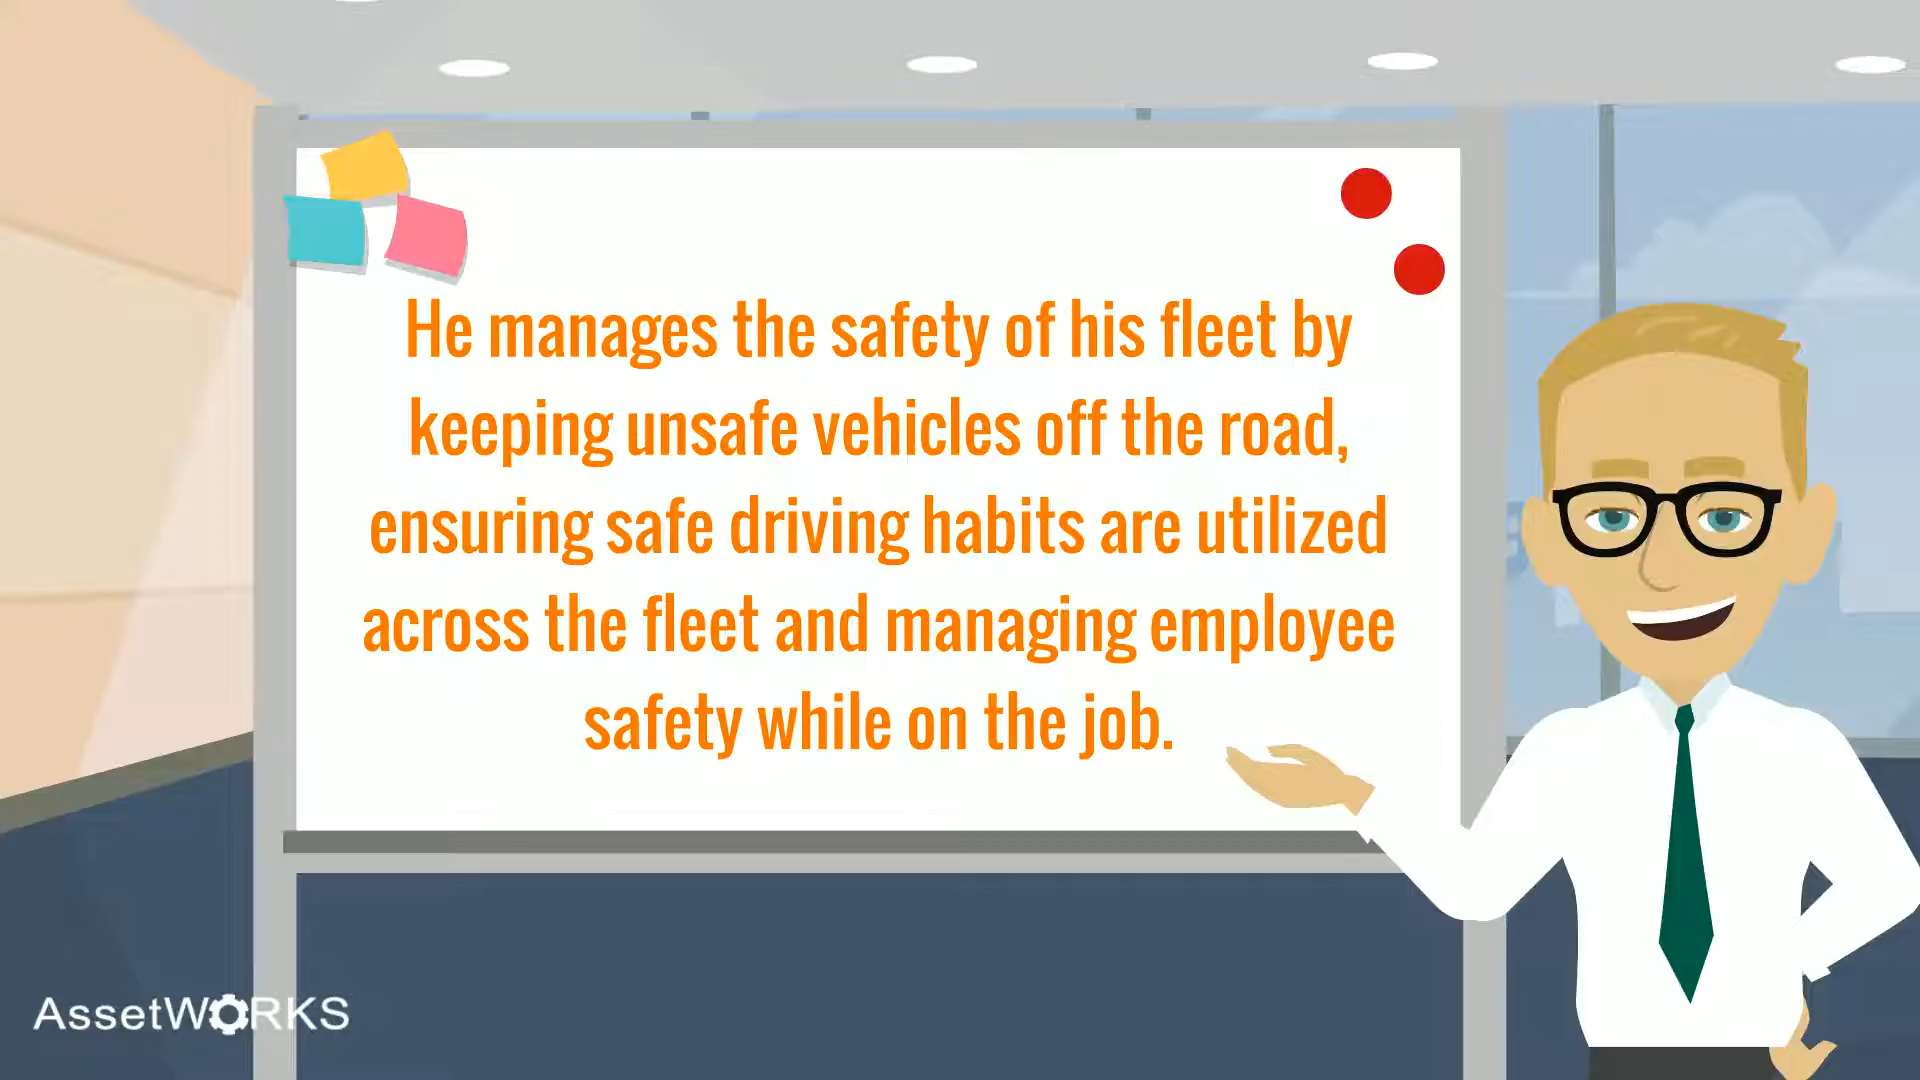 He manages the safety of his fleet by
keeping unsafe vehicles off the road,
ensuring safe driving habits are utilized
across the fleet and managing employee
safety while on the job.
AssetWORKS